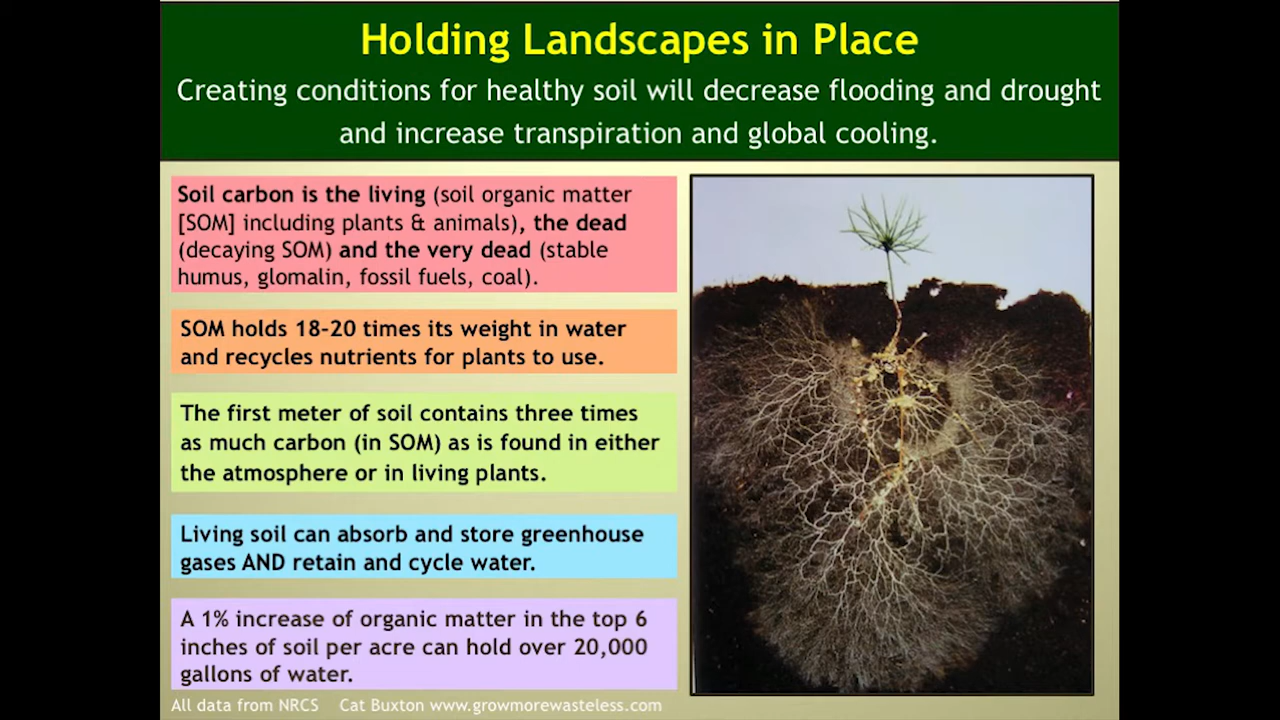 Holding Landscapes in Place
Creating conditions for healthy soil will decrease flooding and drought
and increase transpiration and global cooling.
Soil carbon is the living (soil organic matter
[SOM] including plants & animals), the dead
(decaying SOM) and the very dead (stable
humus, glomalin, fossil fuels, coal).
SOM holds 18-20 times its weight in water
and recycles nutrients for plants to use.
The first meter of soil contains three times
as much carbon (in SOM) as is found in either
the atmosphere or in living plants.
Living soil can absorb and store greenhouse
gases AND retain and cycle water.
A 1% increase of organic matter in the top 6
inches of soil per acre can hold over 20,000
gallons of water.
All data from NRCS Cat Buxton www.growmorewasteless.com